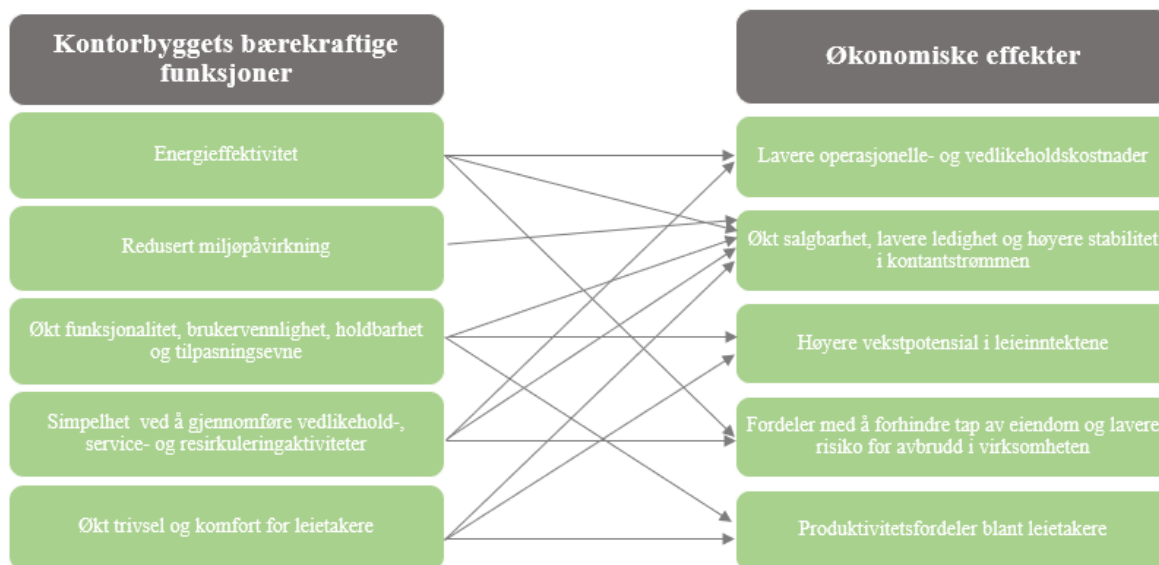 Kontorbyggets bærekraftige
funksjoner
Energieffektivitet
Redusert miljøpåvirkning
Økt funksjonalitet, brukervennlighet, holdbarhet
og tilpasningsevne
Simpelhet ved å gjennomføre vedlikehold-,
service- og resirkuleringaktiviteter
Økt trivsel og komfort for leietakere
Økonomiske effekter
Lavere operasjonelle- og vedlikeholdskostnader
Økt salgbarhet, lavere ledighet og høyere stabilitet
i kontantstrømmen
Høyere vekstpotensial i leieinntektene
Fordeler med å forhindre tap av eiendom og lavere
risiko for avbrudd i virksomheten
Produktivitetsfordeler blant leietakere